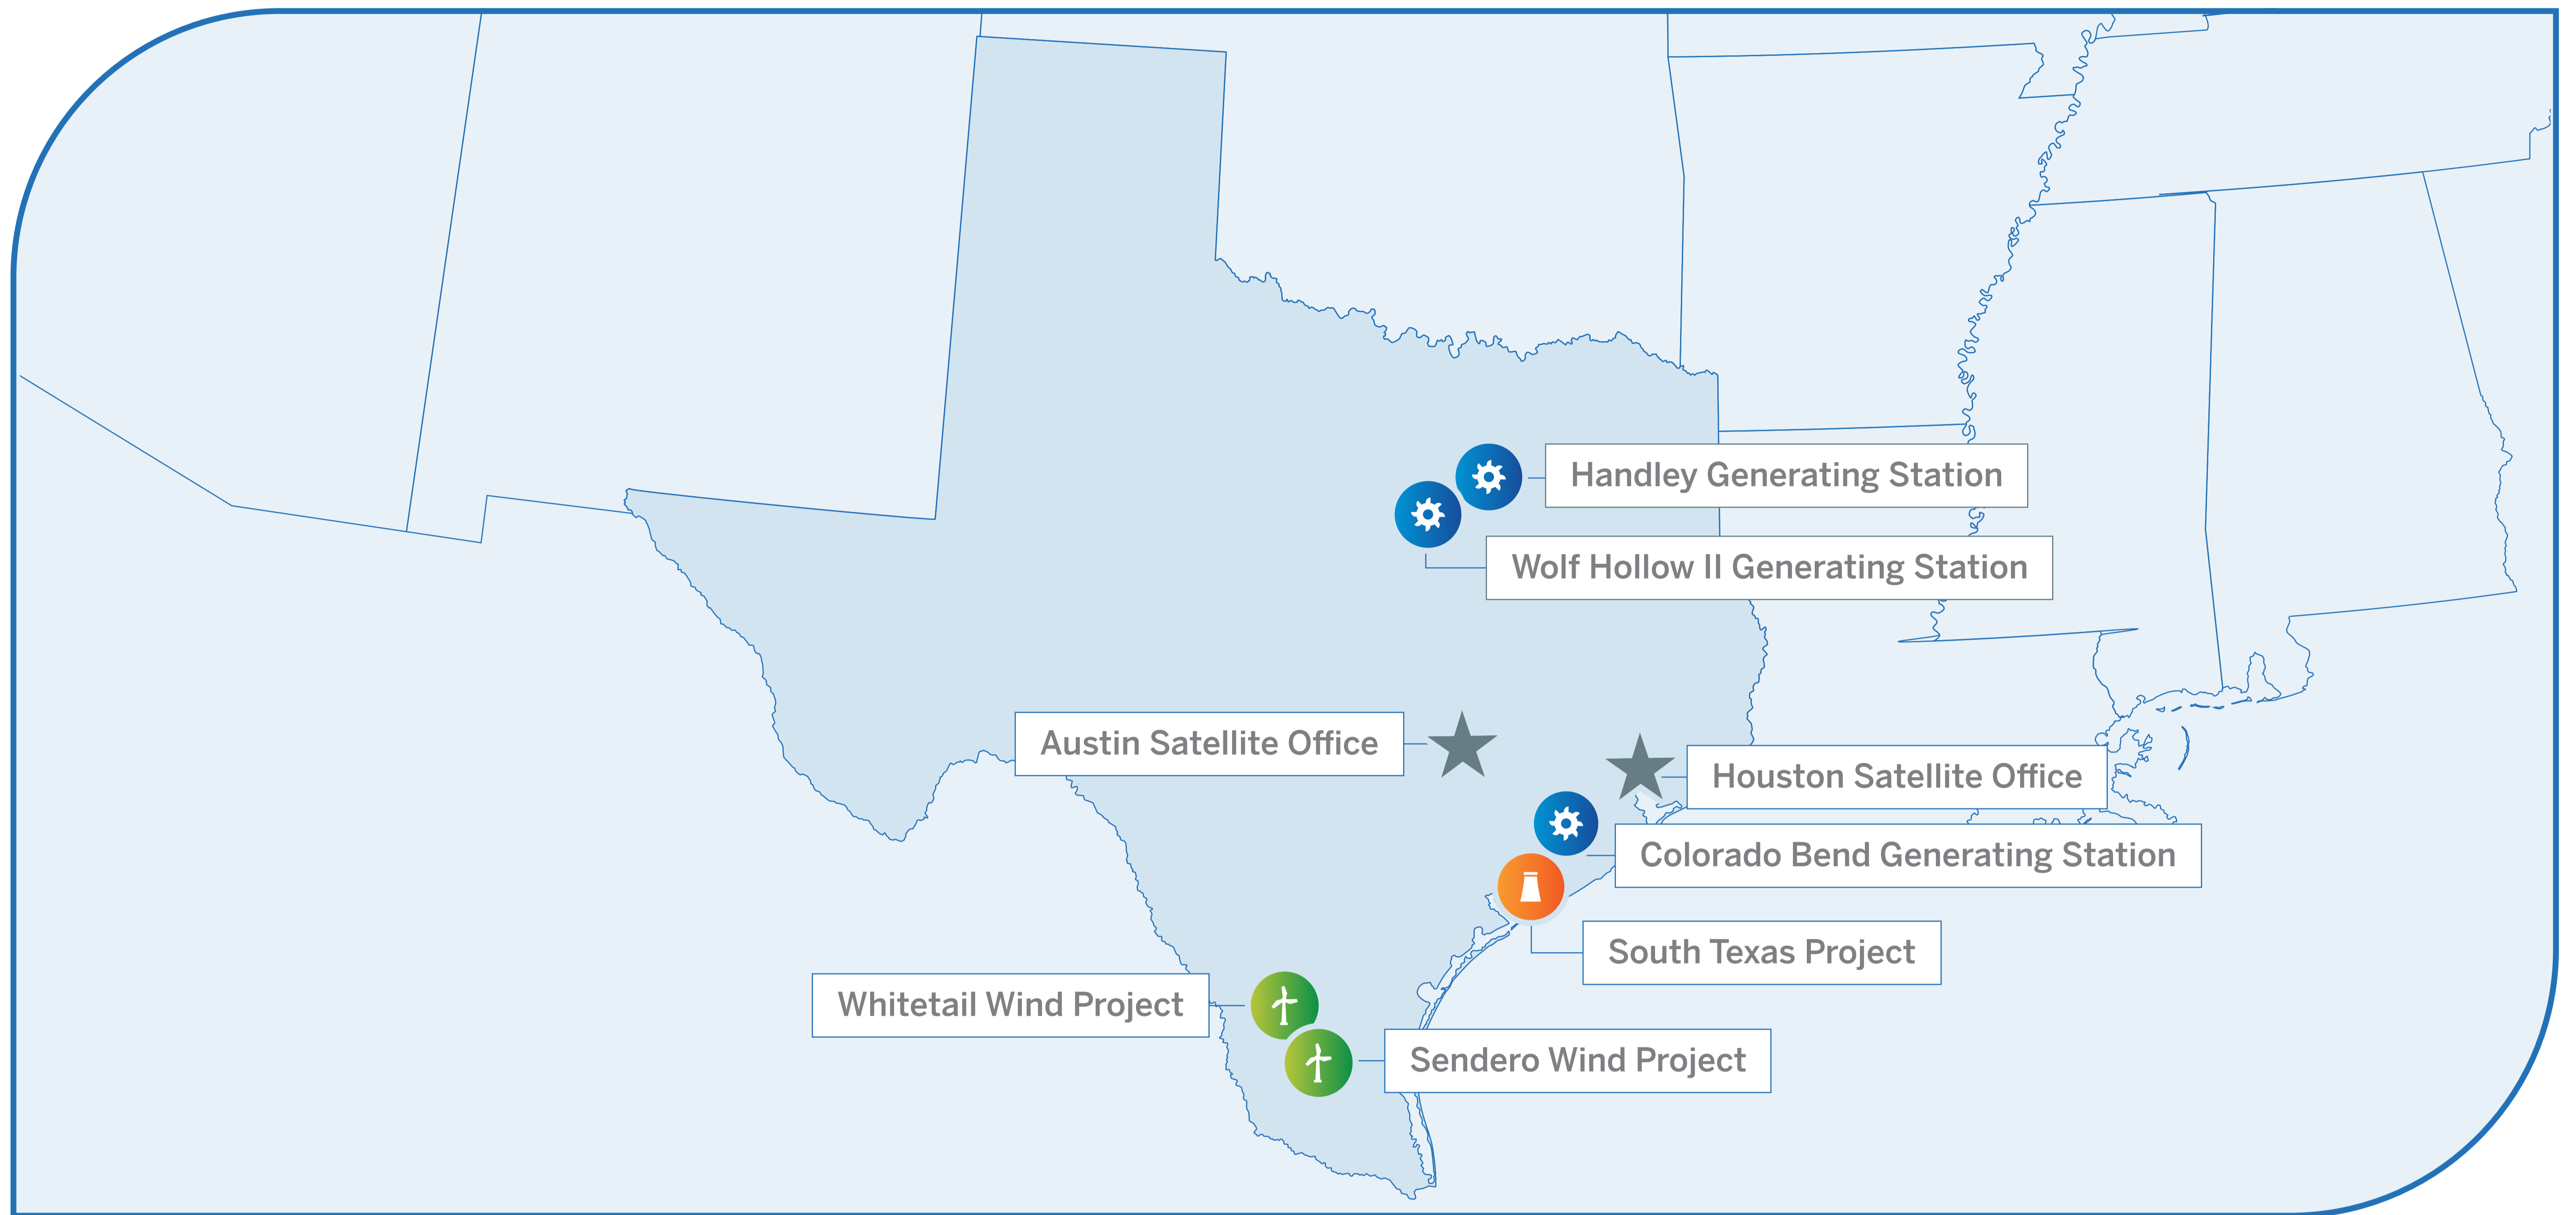 Handley Generating Station
Wolf Hollow II Generating Station
Austin Satellite Office
Houston Satellite Office
Colorado Bend Generating Station
South Texas Project
Whitetail Wind Project
Sendero Wind Project